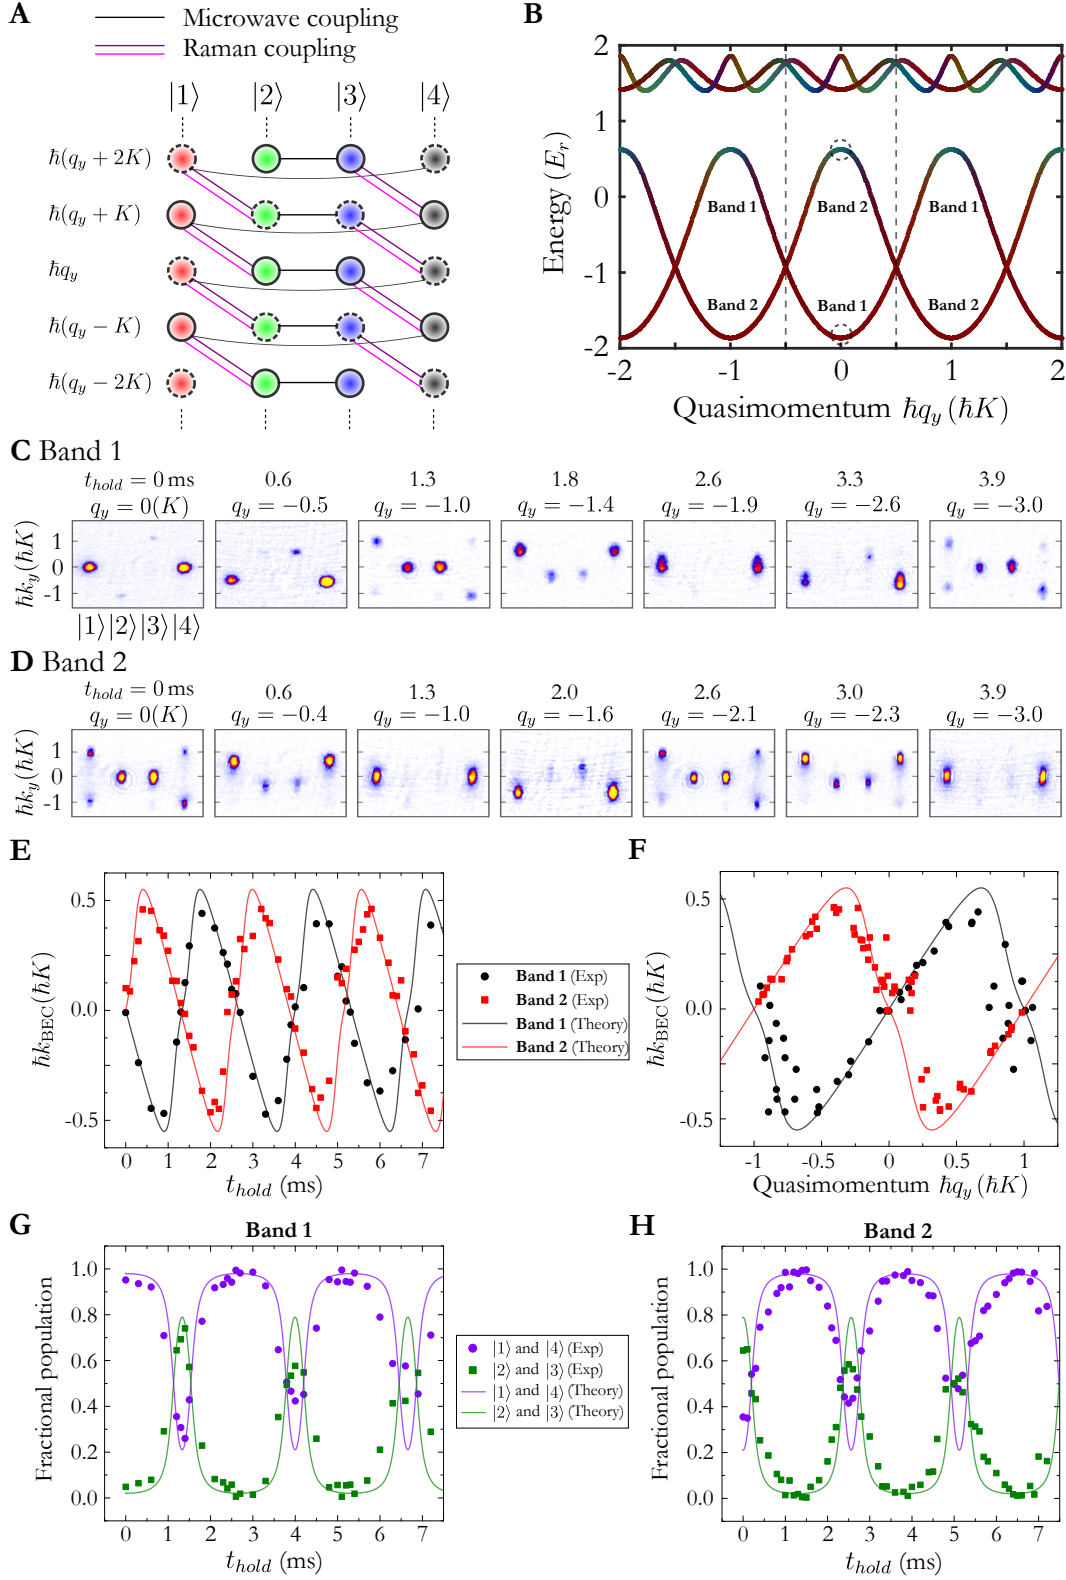 A
Microwave coupling
Raman coupling
|1⟩ |2⟩ |3⟩ |4⟩
ħ(q_y + 2K)
ħ(q_y + K)
ħq_y
ħ(q_y − K)
ħ(q_y − 2K)
B
Energy (E_r)
2
1
0
-1
-2
Band 1 Band 2 Band 1
Band 2 Band 1 Band 2
-2 -1 0 1 2
Quasimomentum ħq_y (ħK)
C Band 1
t_hold = 0 ms 0.6 1.3 1.8 2.6 3.3 3.9
q_y = 0(K) q_y = −0.5 q_y = −1.0 q_y = −1.4 q_y = −1.9 q_y = −2.6 q_y = −3.0
ħk_y(ħK)
1
0
-1
|1⟩|2⟩|3⟩|4⟩
D Band 2
t_hold = 0 ms 0.6 1.3 2.0 2.6 3.0 3.9
q_y = 0(K) q_y = −0.4 q_y = −1.0 q_y = −1.6 q_y = −2.1 q_y = −2.3 q_y = −3.0
ħk_y(ħK)
1
0
-1
E
ħk_BEC(ħK)
0.5
0.0
-0.5
0 1 2 3 4 5 6 7
t_hold (ms)
Band 1 (Exp)
Band 2 (Exp)
Band 1 (Theory)
Band 2 (Theory)
F
ħk_BEC(ħK)
0.5
0.0
-0.5
-1 -0.5 0 0.5 1
Quasimomentum ħq_y (ħK)
G
Band 1
Fractional population
1.0
0.8
0.6
0.4
0.2
0.0
0 1 2 3 4 5 6 7
t_hold (ms)
|1⟩ and |4⟩ (Exp)
|2⟩ and |3⟩ (Exp)
|1⟩ and |4⟩ (Theory)
|2⟩ and |3⟩ (Theory)
H
Band 2
Fractional population
1.0
0.8
0.6
0.4
0.2
0.0
0 1 2 3 4 5 6 7
t_hold (ms)